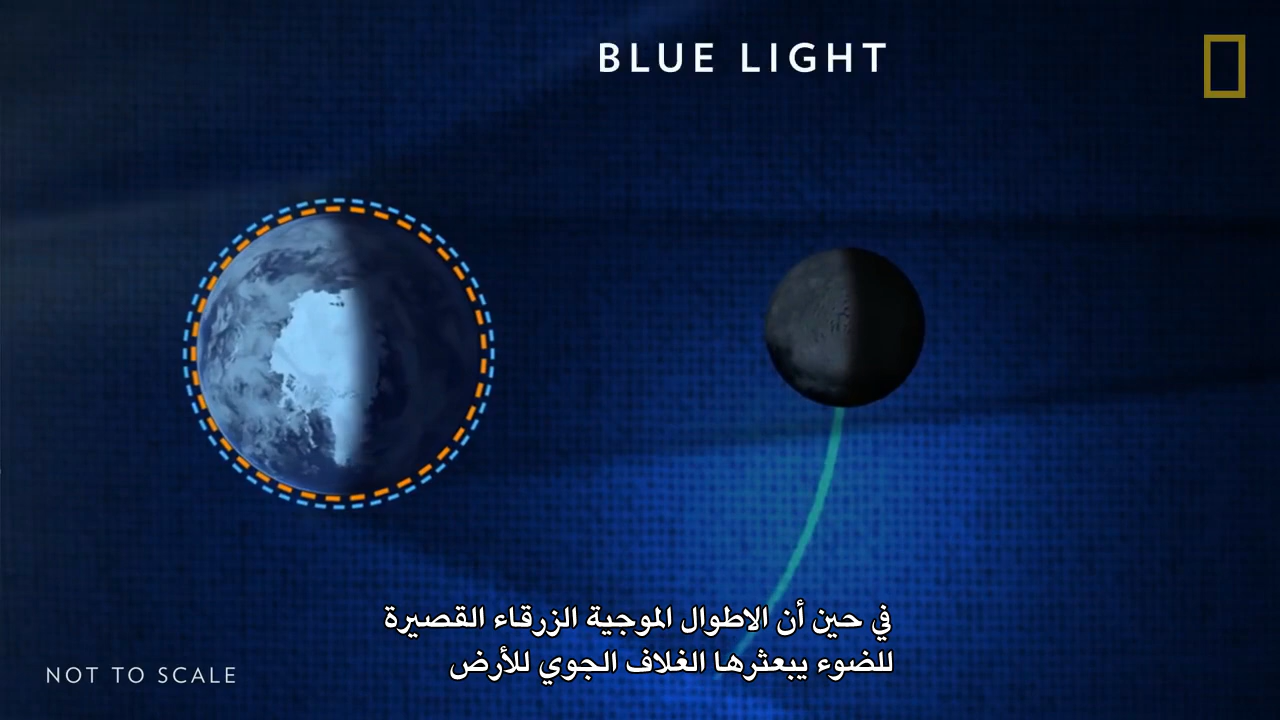 BLUE LIGHT
في حين أن الاطوال الموجية الزرقاء القصيرة
للضوء يبعثرها الغلاف الجوي للأرض
NOT TO SCALE